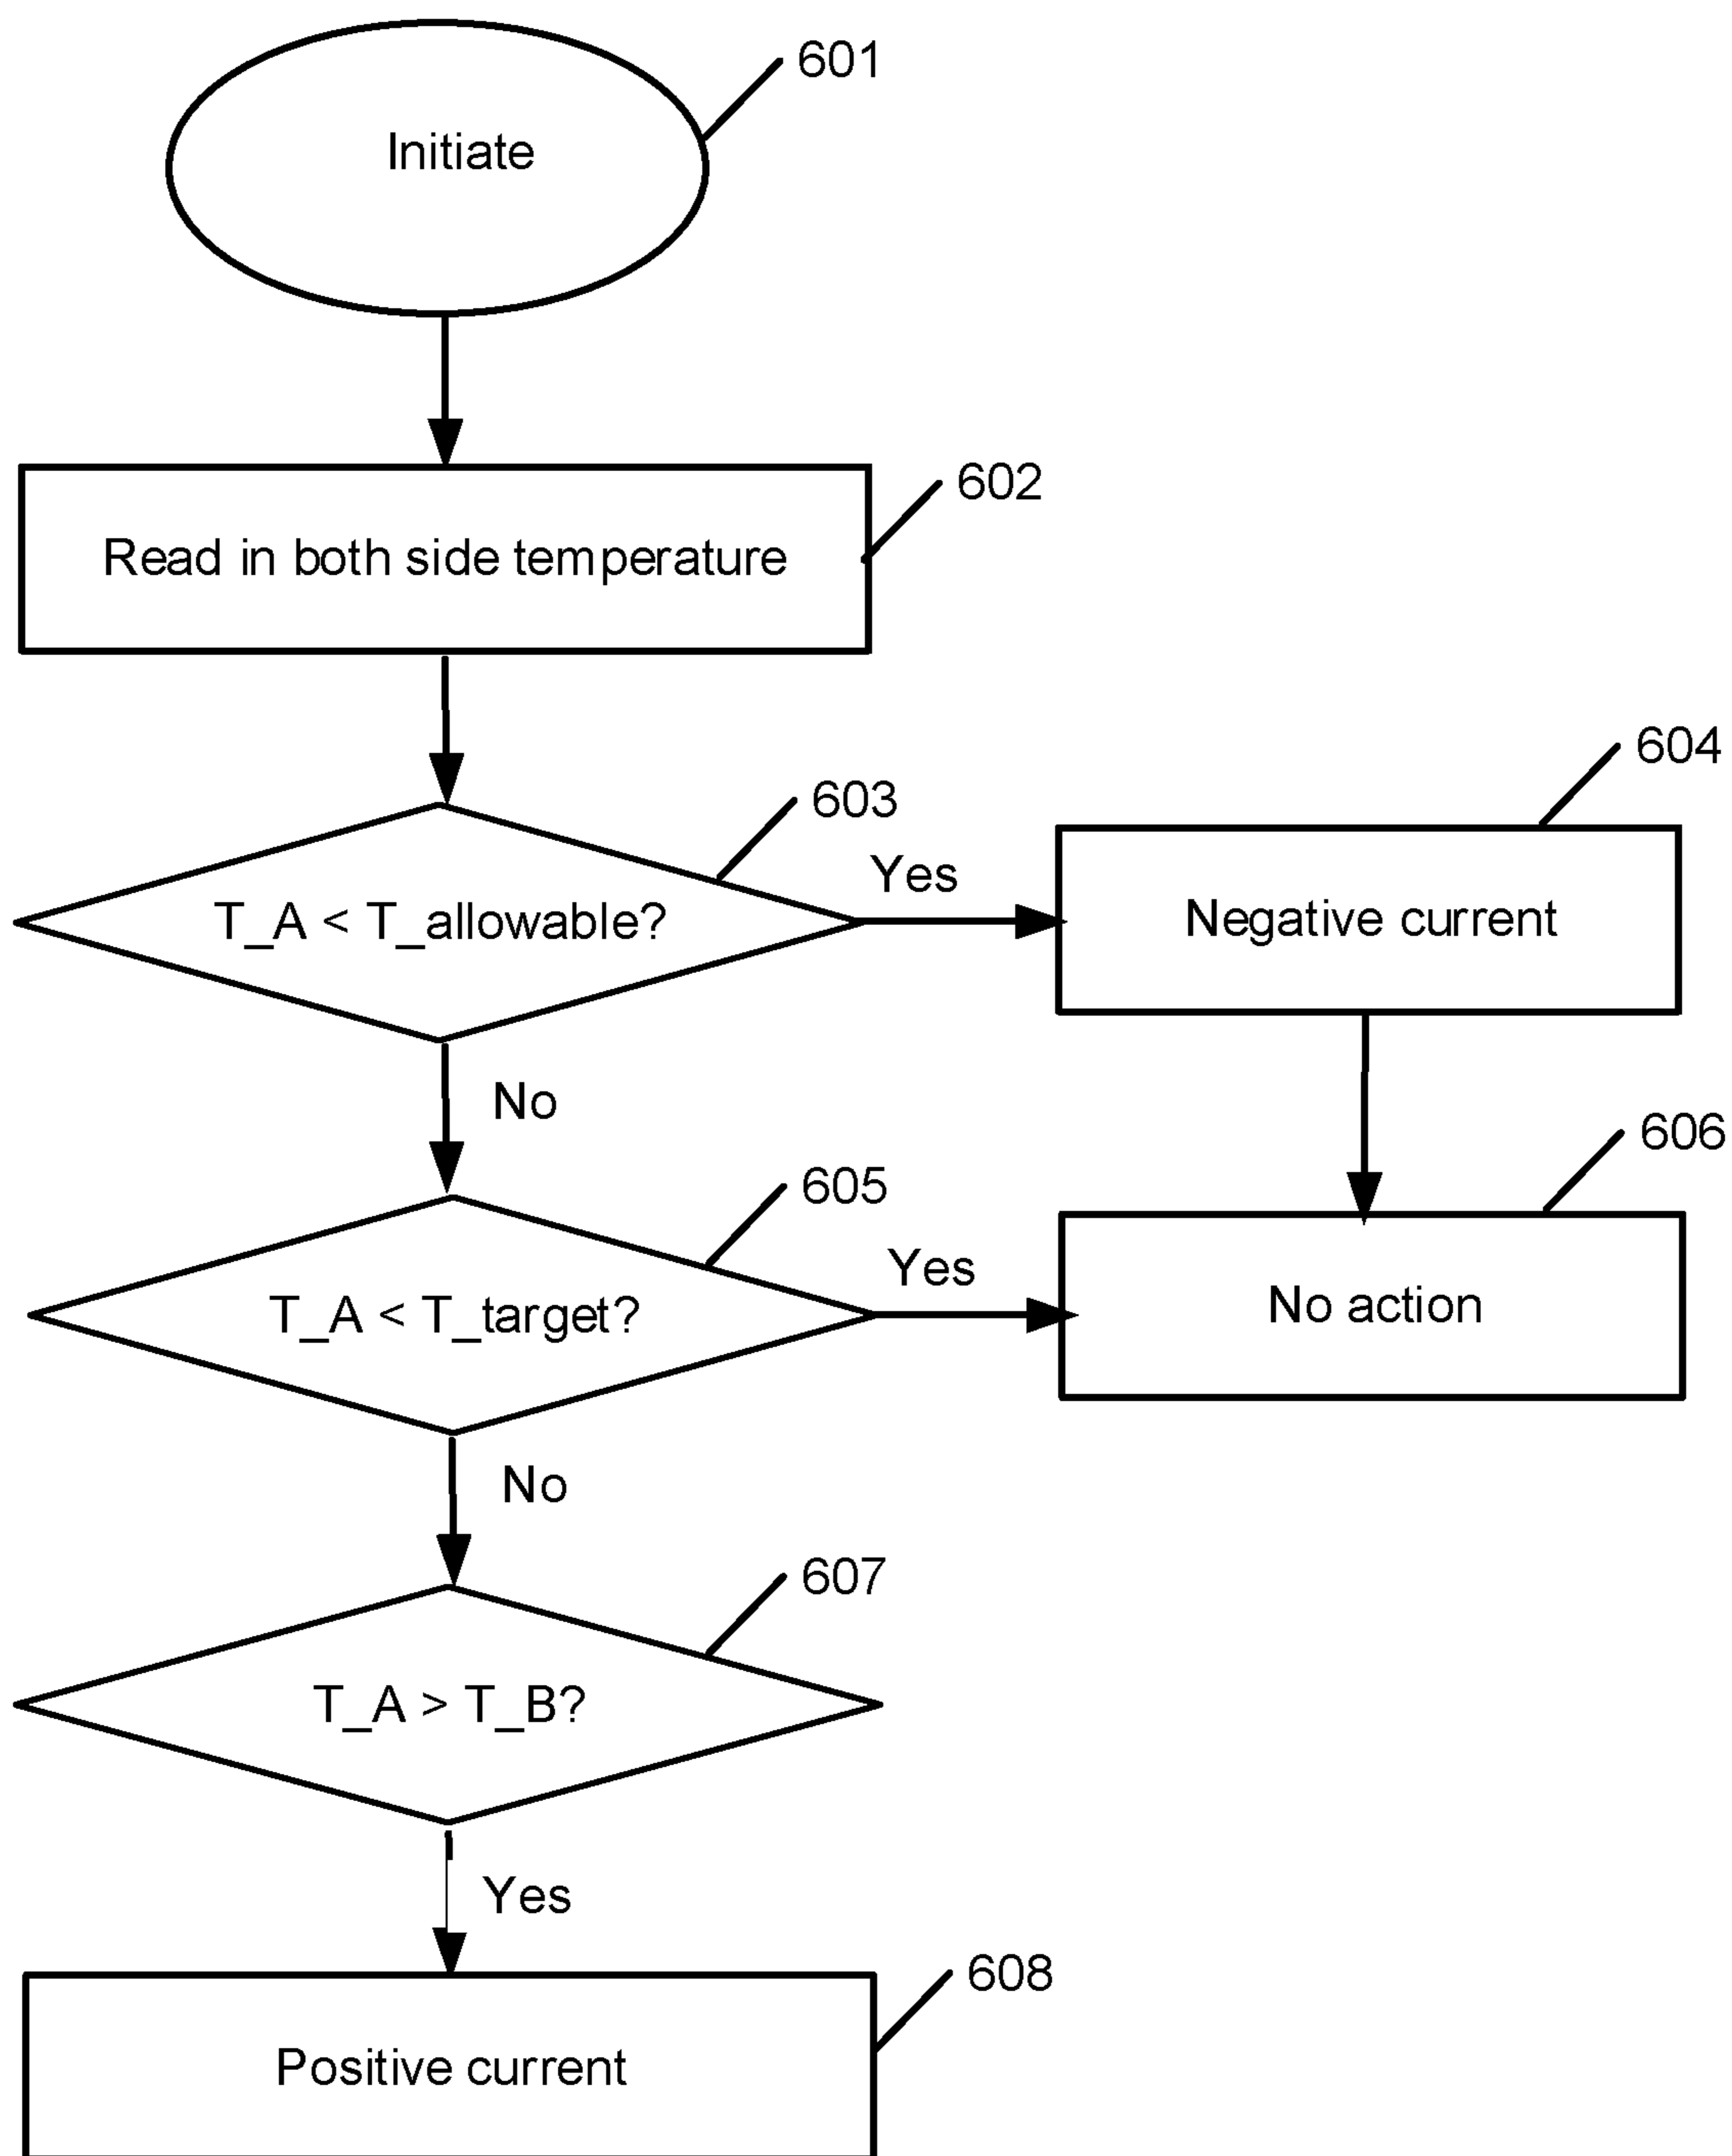 601
Initiate
602
Read in both side temperature
603
604
Yes
T_A < T_allowable?
Negative current
No
605
606
Yes
T_A < T_target?
No action
No
607
T_A > T_B?
Yes
608
Positive current